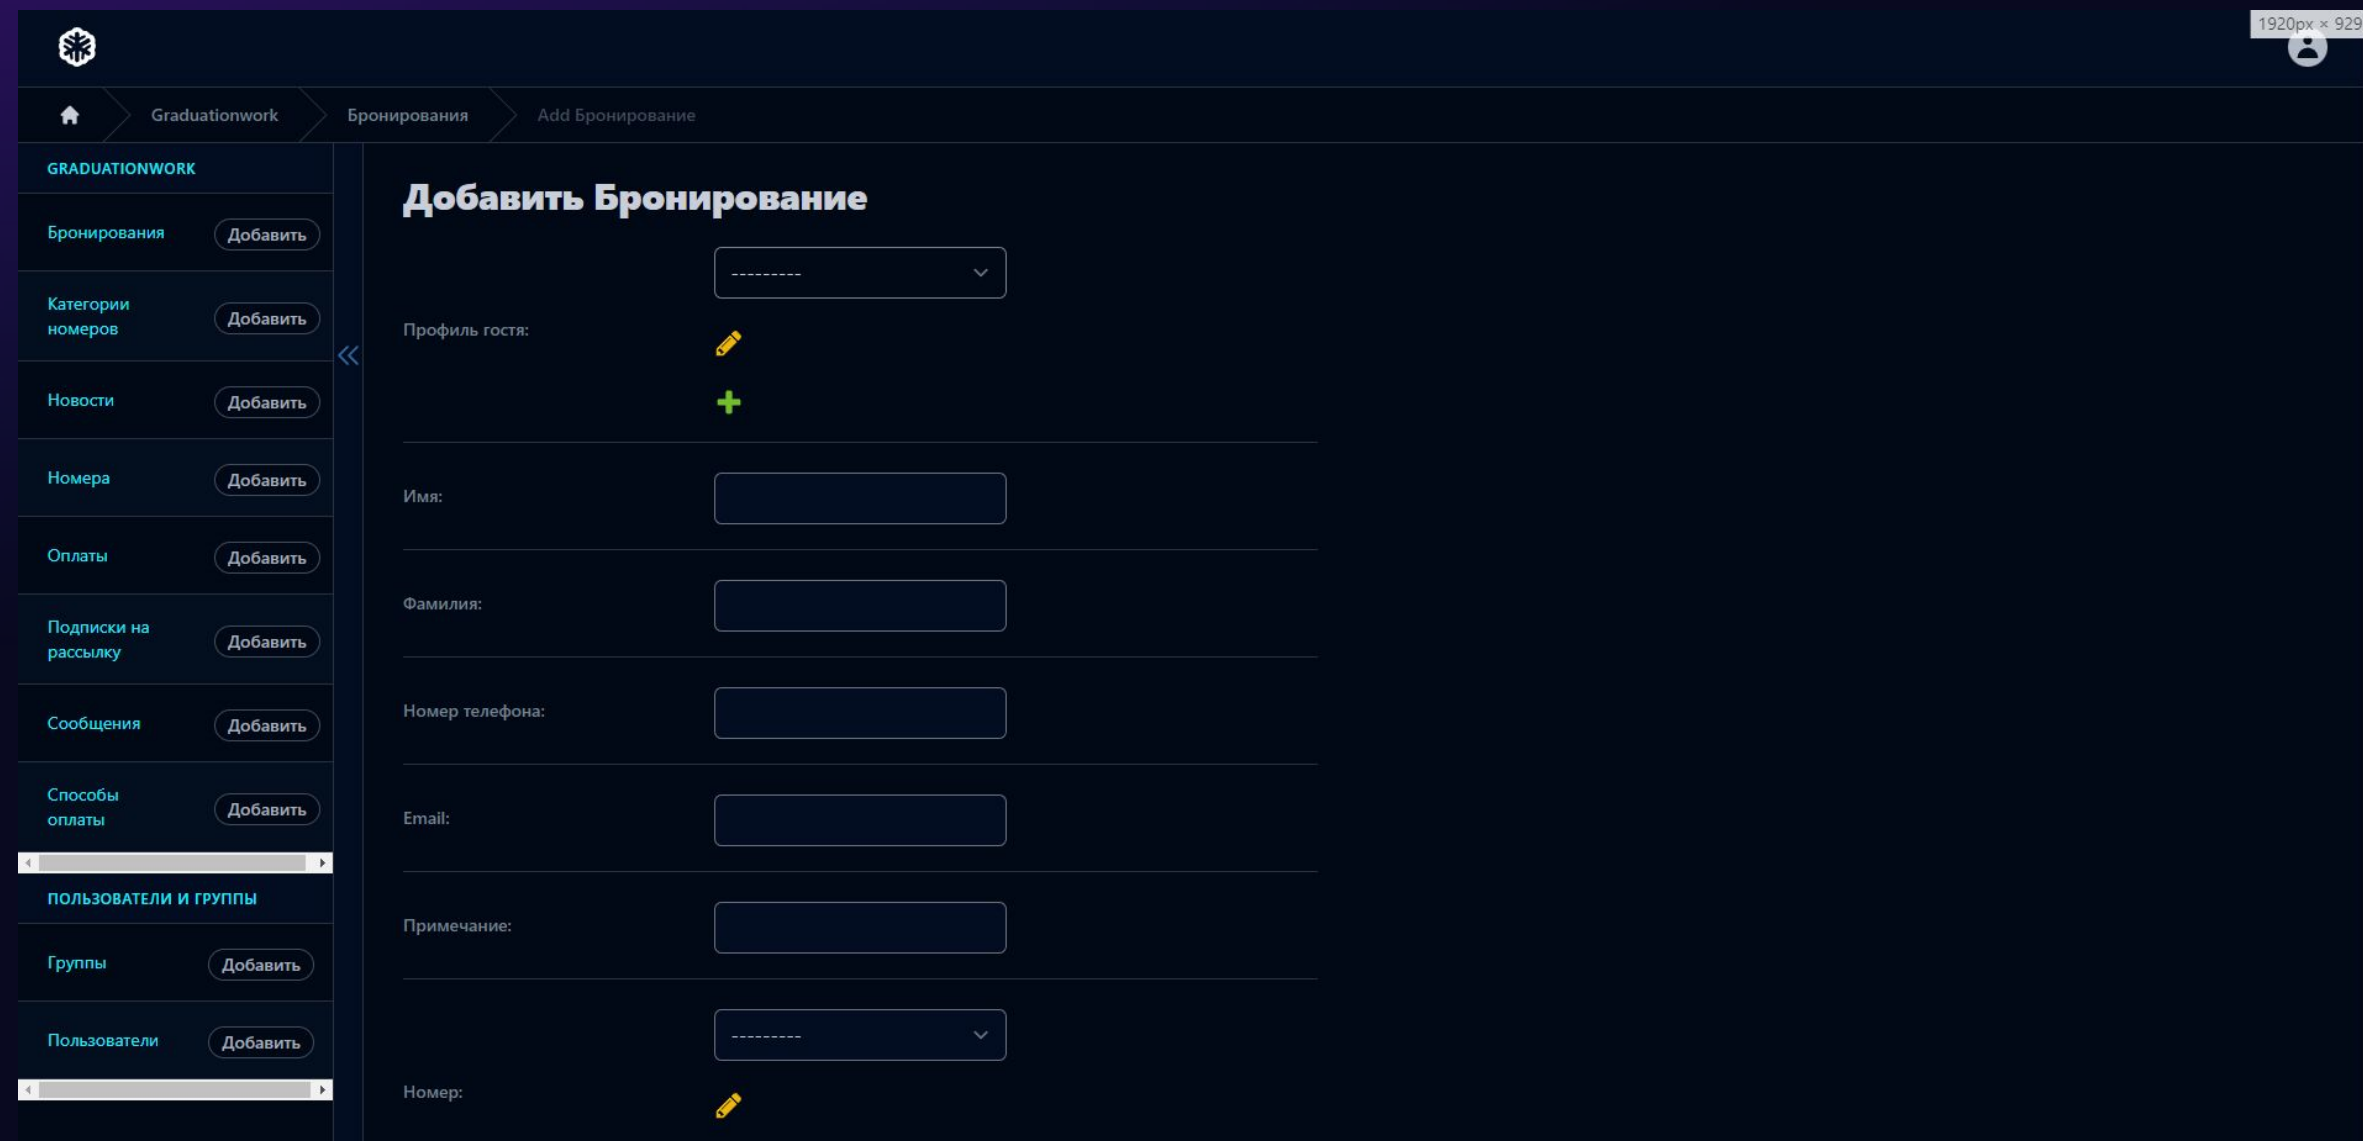 1920px × 929
Graduationwork
Бронирования
Add Бронирование
GRADUATIONWORK
Бронирования
Добавить
Категории
номеров
Добавить
Новости
Добавить
Номера
Добавить
Оплаты
Добавить
Подписки на
рассылку
Добавить
Сообщения
Добавить
Способы
оплаты
Добавить
ПОЛЬЗОВАТЕЛИ И ГРУППЫ
Группы
Добавить
Пользователи
Добавить
Добавить Бронирование
---------
Профиль гостя:
Имя:
Фамилия:
Номер телефона:
Email:
Примечание:
---------
Номер: